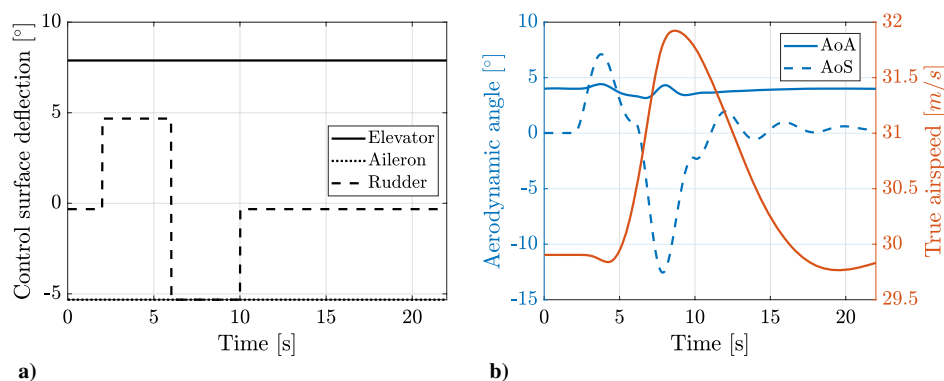 Control surface deflection [°]
10
5
0
-5
0
5
10
15
20
Time [s]
Elevator
Aileron
Rudder
a)
Aerodynamic angle [°]
10
5
0
-5
-10
-15
0
5
10
15
20
Time [s]
AoA
AoS
32
31.5
31
30.5
30
29.5
True airspeed [m/s]
b)